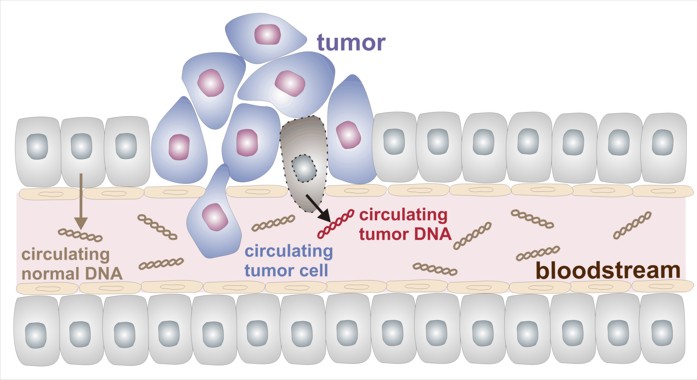 tumor
circulating
tumor DNA
circulating
normal DNA
circulating
tumor cell
bloodstream